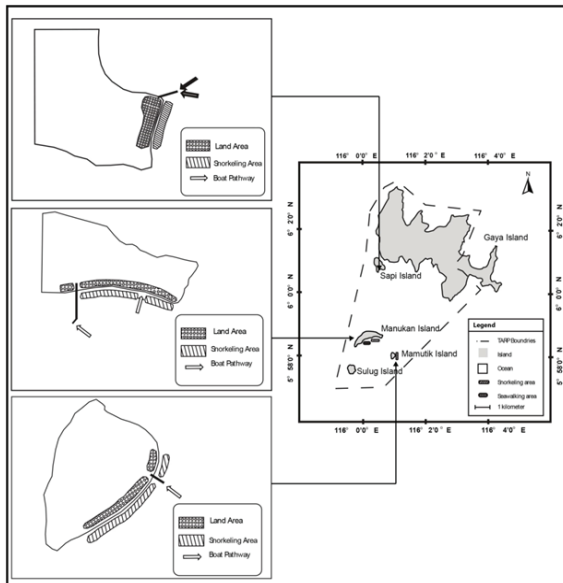 Land Area
Snorkeling Area
Boat Pathway
Land Area
Snorkeling Area
Boat Pathway
Land Area
Snorkeling Area
Boat Pathway
116° 0'0" E 116° 2'0" E 116° 4'0" E
N
6° 2'0" N
6° 0'0" N
5° 58'0" N
6° 2'0" N
6° 0'0" N
5° 58'0" N
Gaya Island
Sapi Island
Manukan Island
Mamutik Island
Sulug Island
Legend
TARP Boundries
Island
Ocean
Snorkeling area
Seawalking area
1 kilometer
116° 0'0" E 116° 2'0" E 116° 4'0" E